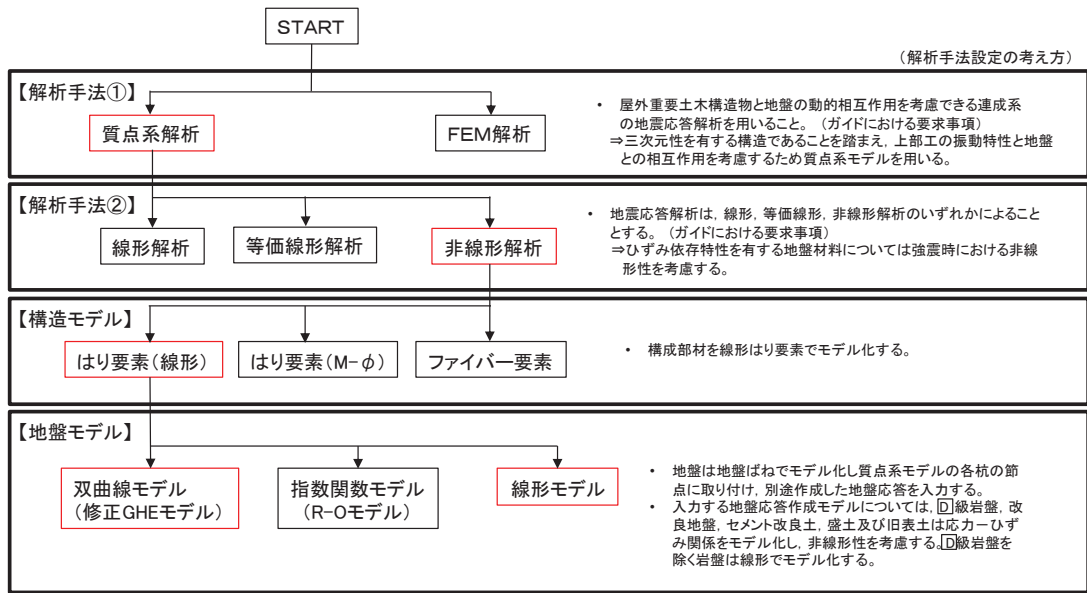 START
(解析手法設定の考え方)
【解析手法①】
質点系解析
FEM解析
・ 屋外重要土木構造物と地盤の動的相互作用を考慮できる連成系
の地震応答解析を用いること。(ガイドにおける要求事項)
⇒三次元性を有する構造であることを踏まえ,上部工の振動特性と地盤
との相互作用を考慮するため質点系モデルを用いる。
【解析手法②】
線形解析
等価線形解析
非線形解析
・ 地震応答解析は,線形,等価線形,非線形解析のいずれかによること
とする。(ガイドにおける要求事項)
⇒ひずみ依存特性を有する地盤材料については強震時における非線
形性を考慮する。
【構造モデル】
はり要素(線形)
はり要素(M-φ)
ファイバー要素
・ 構成部材を線形はり要素でモデル化する。
【地盤モデル】
双曲線モデル
(修正GHEモデル)
指数関数モデル
(R-Oモデル)
線形モデル
・ 地盤は地盤ばねでモデル化し質点系モデルの各杭の節
点に取り付け,別途作成した地盤応答を入力する。
・ 入力する地盤応答作成モデルについては,D級岩盤,改
良地盤,セメント改良土,盛土及び旧表土は応力ーひず
み関係をモデル化し,非線形性を考慮する。D級岩盤を
除く岩盤は線形でモデル化する。